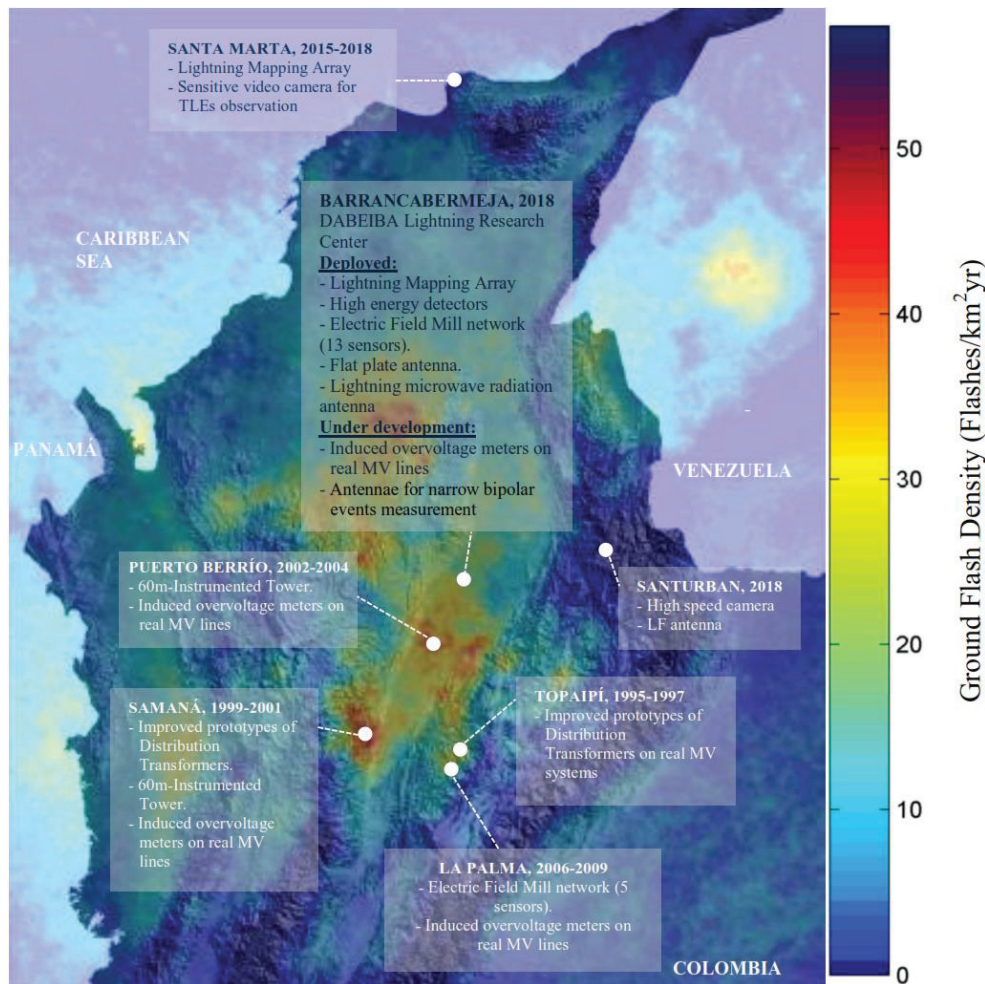 SANTA MARTA, 2015-2018
- Lightning Mapping Array
- Sensitive video camera for
TLEs observation
BARRANCABERMEJA, 2018
DABEIBA Lightning Research
Center
Deployed:
- Lightning Mapping Array
- High energy detectors
- Electric Field Mill network
(13 sensors).
- Flat plate antenna.
- Lightning microwave radiation
antenna
Under development:
- Induced overvoltage meters on
real MV lines
- Antennae for narrow bipolar
events measurement
CARIBBEAN
SEA
PANAMÁ
VENEZUELA
PUERTO BERRÍO, 2002-2004
- 60m-Instrumented Tower.
- Induced overvoltage meters on
real MV lines
SANTURBAN, 2018
- High speed camera
- LF antenna
SAMANÁ, 1999-2001
- Improved prototypes of
Distribution
Transformers.
- 60m-Instrumented
Tower.
- Induced overvoltage
meters on real MV
lines
TOPAIPÍ, 1995-1997
- Improved prototypes of
Distribution
Transformers on real MV
systems
LA PALMA, 2006-2009
- Electric Field Mill network (5
sensors).
- Induced overvoltage meters on
real MV lines
COLOMBIA
50
40
30
20
10
0
Ground Flash Density (Flashes/km²yr)